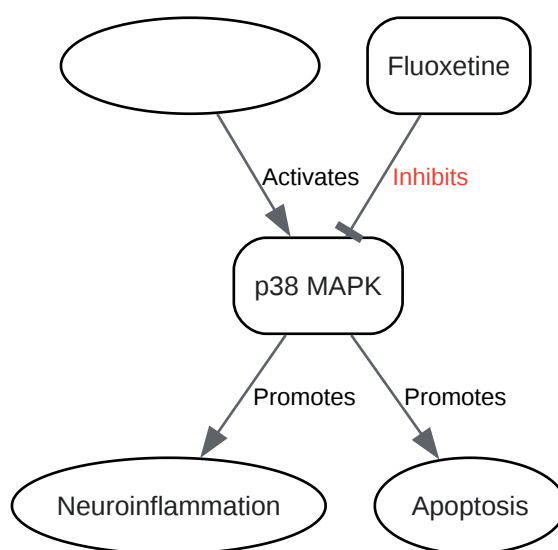 Fluoxetine
Activates
Inhibits
p38 MAPK
Promotes
Promotes
Neuroinflammation
Apoptosis